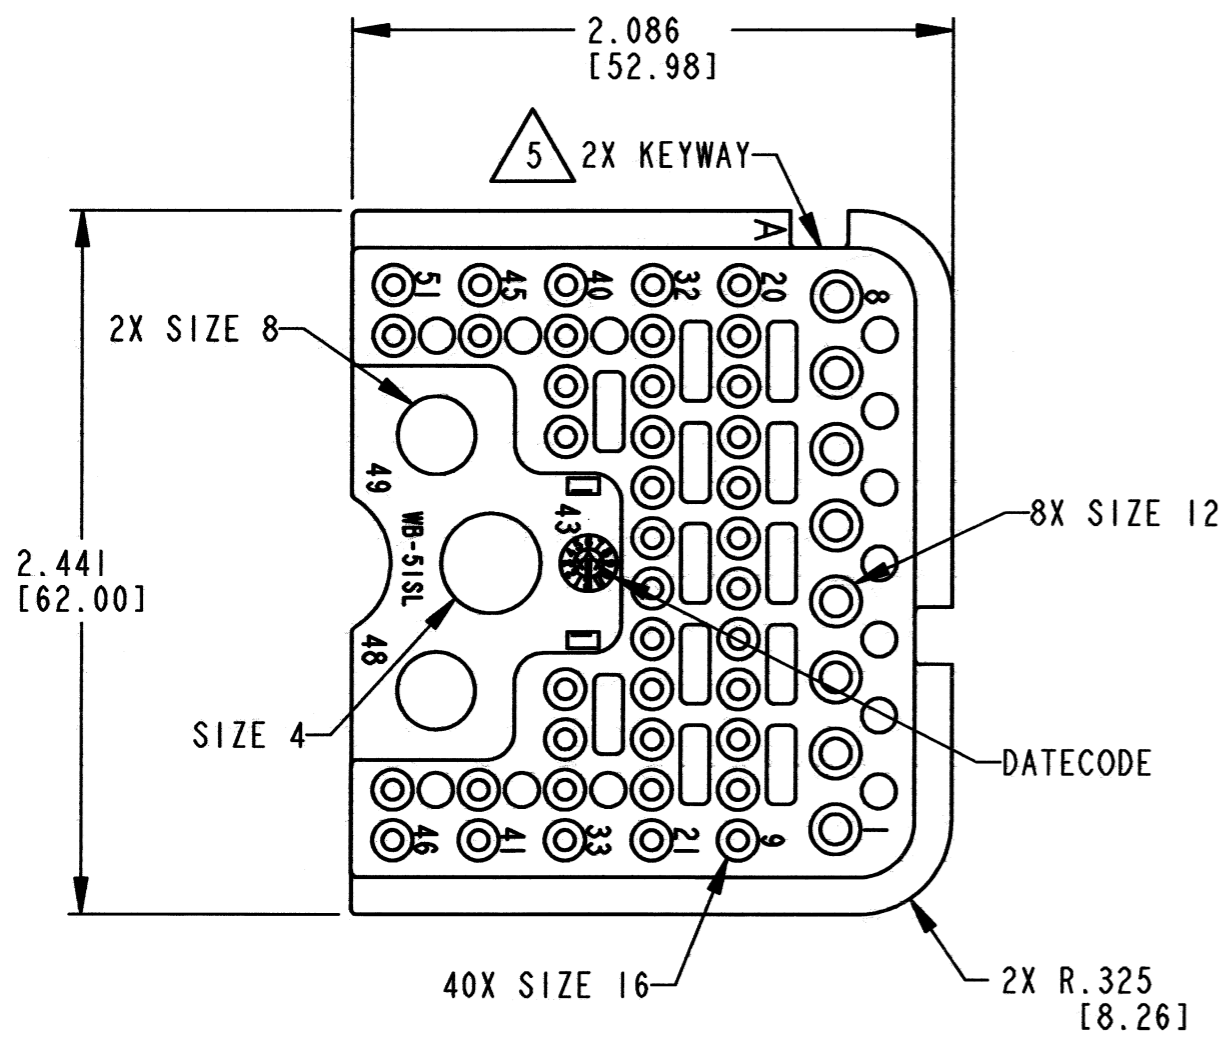 2.086
[52.98]
5 2X KEYWAY
A
51 45 40 32 20 8
2X SIZE 8
49
43
WB-51SL
8X SIZE 12
2.441
[62.00]
48
SIZE 4
DATECODE
46 41 33 21 9 1
40X SIZE 16
2X R.325
[8.26]